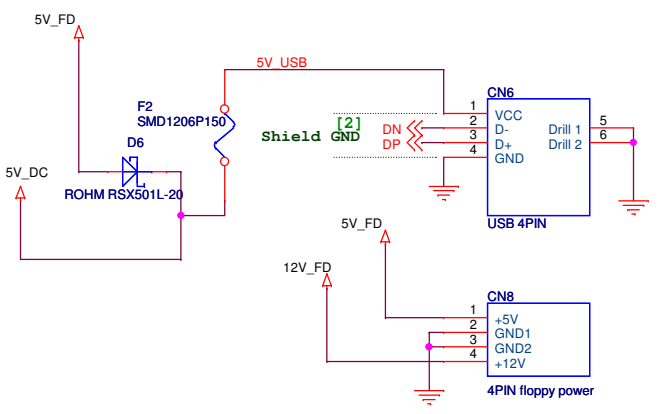 5V_FD
5V_USB
F2
SMD1206P150
D6
ROHM RSX501L-20
5V_DC
[2]
Shield GND
DN
DP
CN6
1
2
3
4
VCC
D-
D+
GND
Drill 1
Drill 2
5
6
USB 4PIN
5V_FD
12V_FD
CN8
1
2
3
4
+5V
GND1
GND2
+12V
4PIN floppy power